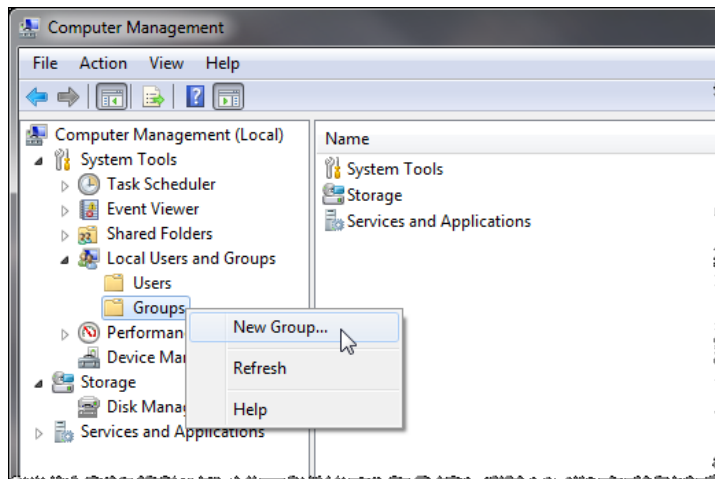 Computer Management
File Action View Help
Computer Management (Local)
System Tools
Task Scheduler
Event Viewer
Shared Folders
Local Users and Groups
Users
Groups
Performan
Device Ma
Storage
Disk Mana
Services and Applications
Name
System Tools
Storage
Services and Applications
New Group...
Refresh
Help